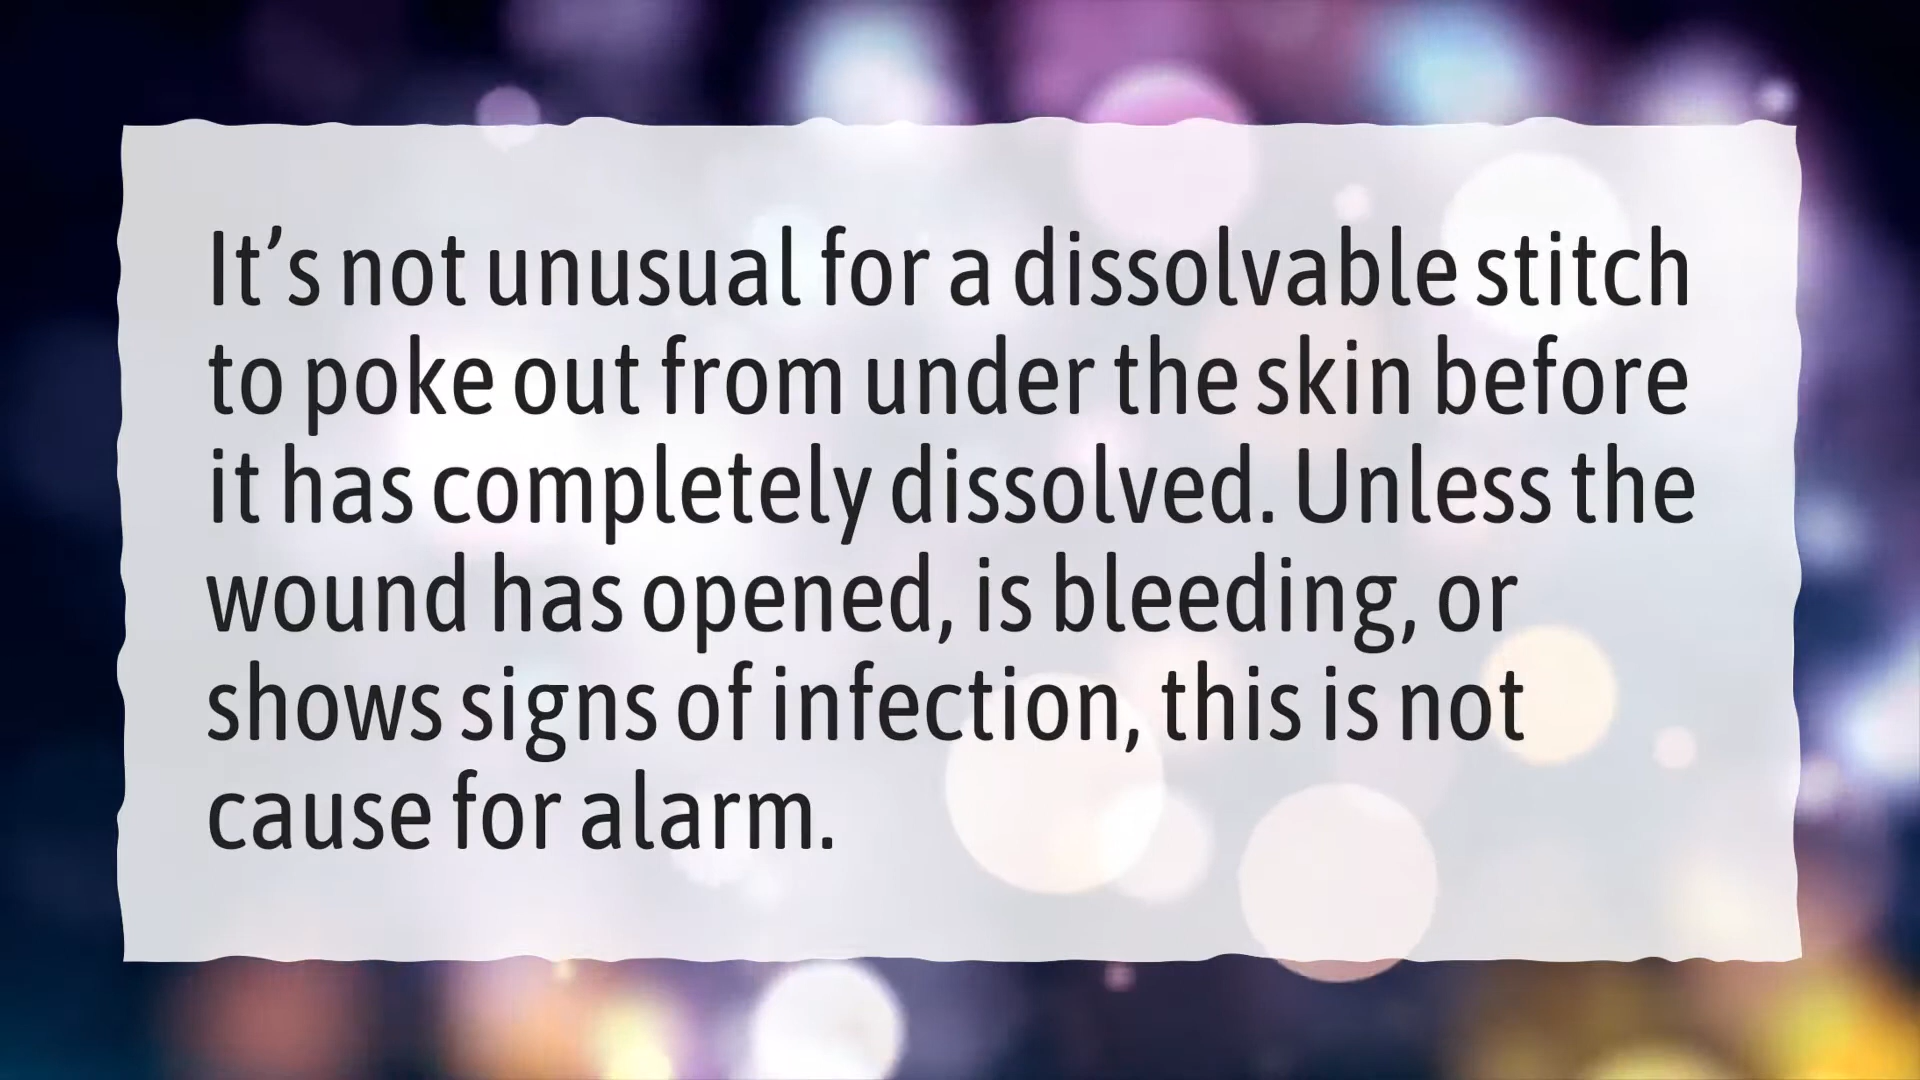 It’s not unusual for a dissolvable stitch
to poke out from under the skin before
it has completely dissolved. Unless the
wound has opened, is bleeding, or
shows signs of infection, this is not
cause for alarm.